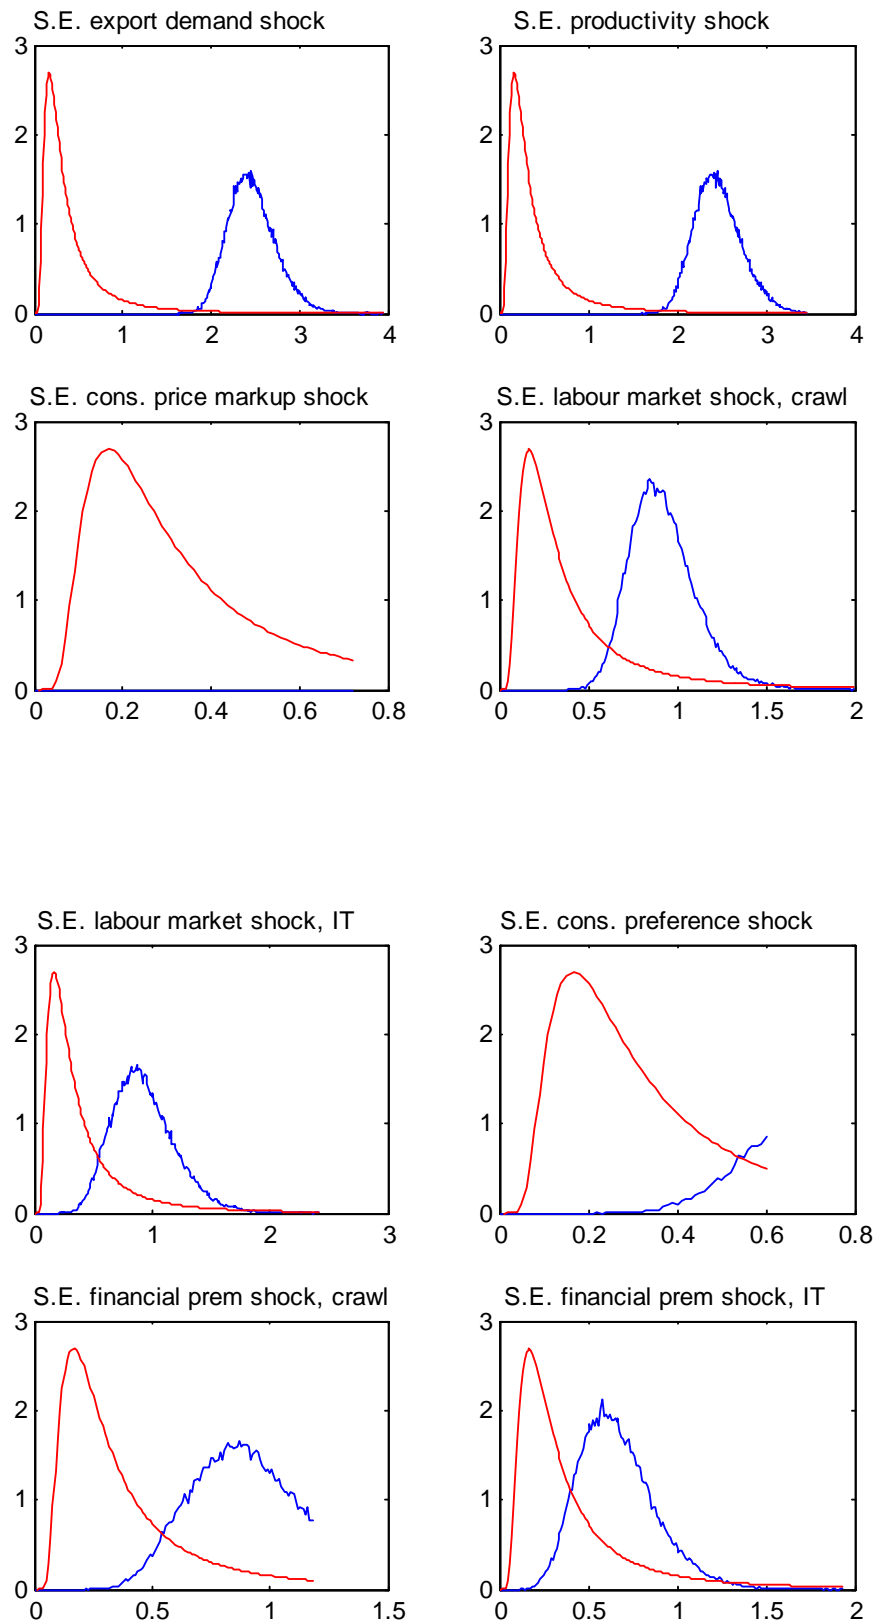 S.E. export demand shock
3
2
1
0
0 1 2 3 4
S.E. productivity shock
3
2
1
0
0 1 2 3 4
S.E. cons. price markup shock
3
2
1
0
0 0.2 0.4 0.6 0.8
S.E. labour market shock, crawl
3
2
1
0
0 0.5 1 1.5 2
S.E. labour market shock, IT
3
2
1
0
0 1 2 3
S.E. cons. preference shock
3
2
1
0
0 0.2 0.4 0.6 0.8
S.E. financial prem shock, crawl
3
2
1
0
0 0.5 1 1.5
S.E. financial prem shock, IT
3
2
1
0
0 0.5 1 1.5 2